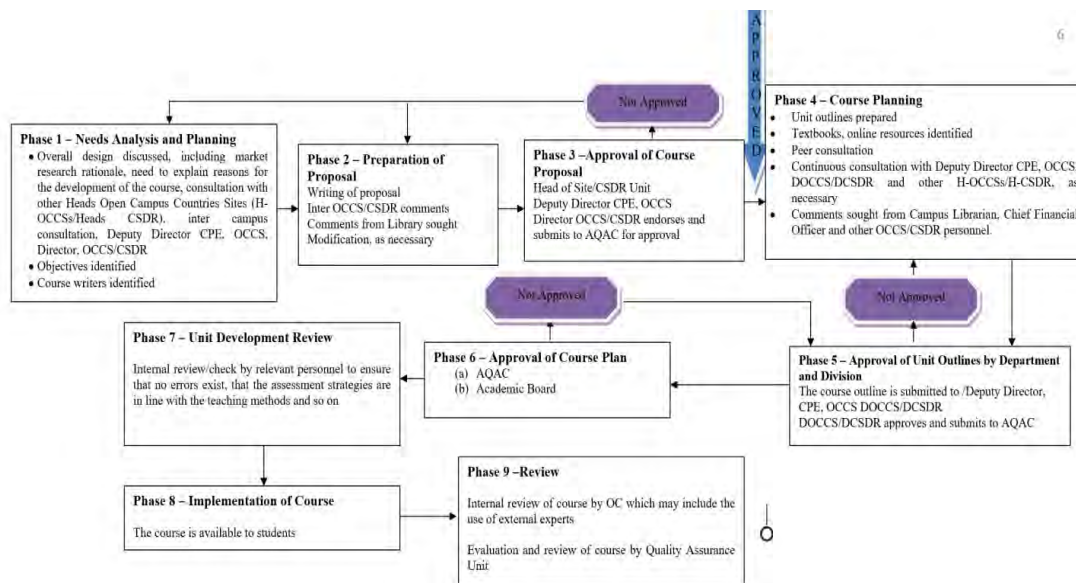 6
APPROVED
Not Approved
Phase 1 – Needs Analysis and Planning
• Overall design discussed, including market
research rationale, need to explain reasons for
the development of the course, consultation with
other Heads Open Campus Countries Sites (H-
OCCSs/Heads CSDR), inter campus
consultation, Deputy Director CPE, OCCS,
Director, OCCS/CSDR
• Objectives identified
• Course writers identified
Phase 2 – Preparation of
Proposal
Writing of proposal
Inter OCCS/CSDR comments
Comments from Library sought
Modification, as necessary
Phase 3 –Approval of Course
Proposal
Head of Site/CSDR Unit
Deputy Director CPE, OCCS
Director OCCS/CSDR endorses and
submits to AQAC for approval
Phase 4 – Course Planning
• Unit outlines prepared
• Textbooks, online resources identified
• Peer consultation
• Continuous consultation with Deputy Director CPE, OCCS,
DOCCS/DCSDR and other H-OCCSs/H-CSDR, as
necessary
• Comments sought from Campus Librarian, Chief Financial
Officer and other OCCS/CSDR personnel.
Not Approved
Not Approved
Phase 5 – Approval of Unit Outlines by Department
and Division
The course outline is submitted to /Deputy Director,
CPE, OCCS DOCCS/DCSDR
DOCCS/DCSDR approves and submits to AQAC
Phase 6 – Approval of Course Plan
(a) AQAC
(b) Academic Board
Phase 7 – Unit Development Review
Internal review/check by relevant personnel to ensure
that no errors exist, that the assessment strategies are
in line with the teaching methods and so on
Phase 8 – Implementation of Course
The course is available to students
Phase 9 –Review
Internal review of course by OC which may include the
use of external experts
Evaluation and review of course by Quality Assurance
Unit